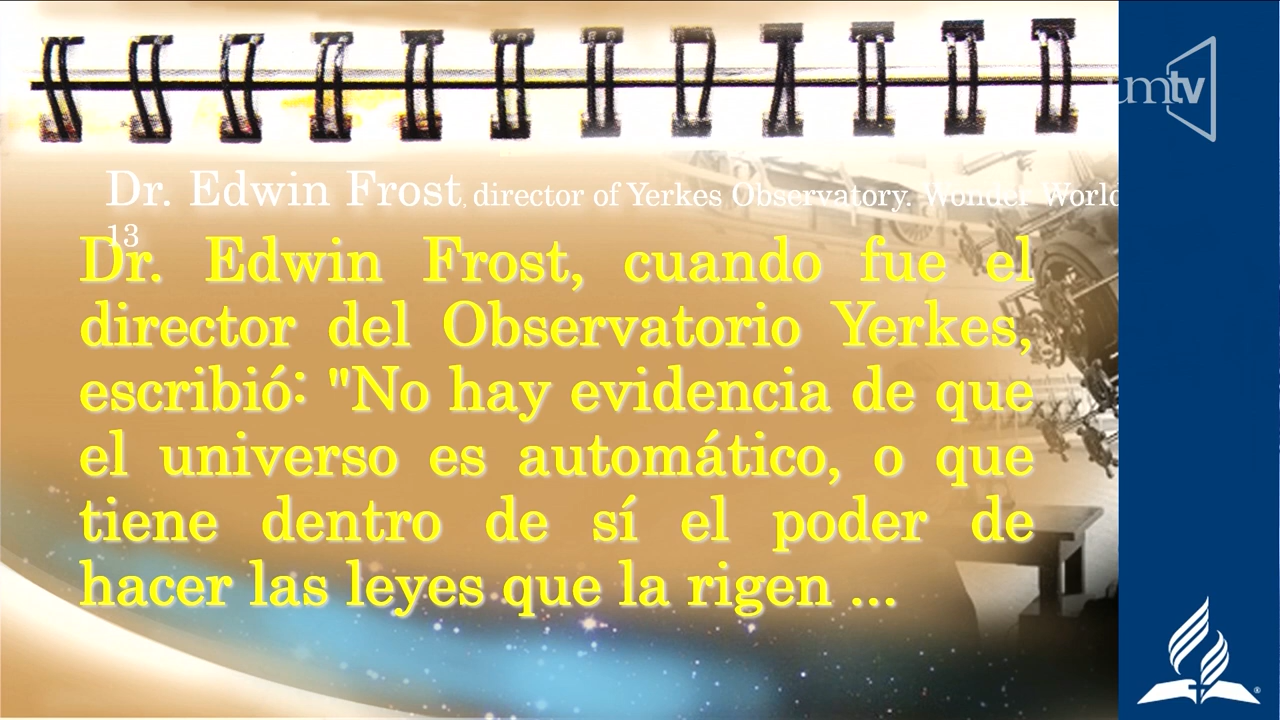 umtv
Dr. Edwin Frost, director of Yerkes Observatory. Wonder World
13
Dr. Edwin Frost, cuando fue el
director del Observatorio Yerkes,
escribió: "No hay evidencia de que
el universo es automático, o que
tiene dentro de sí el poder de
hacer las leyes que la rigen ...